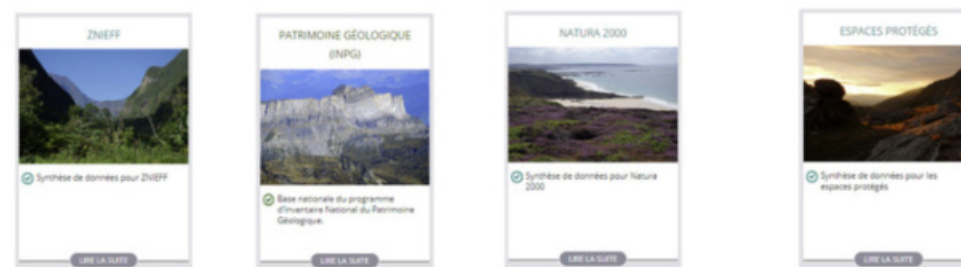 ZNIEFF
Synthèse de données pour ZNIEFF
LIRE LA SUITE
PATRIMOINE GÉOLOGIQUE
(INPG)
Base nationale du programme
d'Inventaire National du Patrimoine
Géologique.
LIRE LA SUITE
NATURA 2000
Synthèse de données pour Natura
2000
LIRE LA SUITE
ESPACES PROTÉGÉS
Synthèse de données pour les
espaces protégés
LIRE LA SUITE